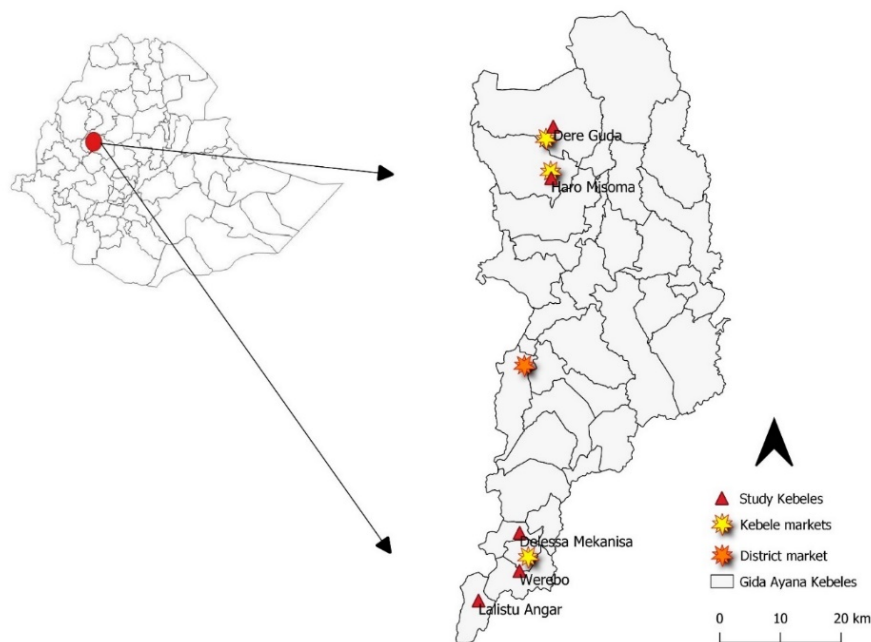 Dere Guda
Haro Misoma
Dolessa Mekanisa
Werebo
Lalistu Angar
Study Kebeles
Kebele markets
District market
Gida Ayana Kebeles
0 10 20 km